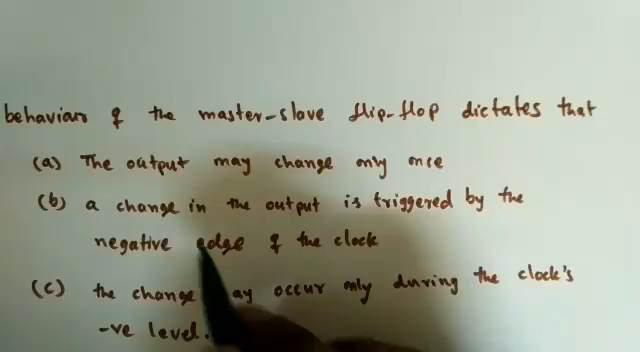 behaviour of the master-slave flip-flop dictates that
(a) The output may change only once
(b) a change in the output is triggered by the
negative edge of the clock
(c) the change may occur only during the clock's
-ve level.